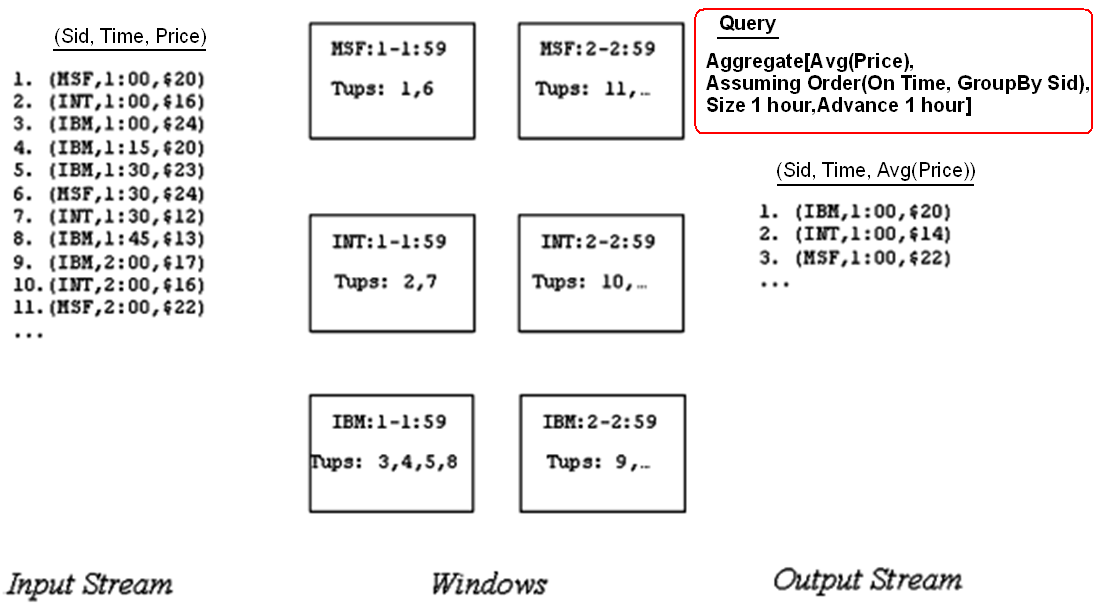 (Sid, Time, Price)
1. (MSF,1:00,$20)
2. (INT,1:00,$16)
3. (IBM,1:00,$24)
4. (IBM,1:15,$20)
5. (IBM,1:30,$23)
6. (MSF,1:30,$24)
7. (INT,1:30,$12)
8. (IBM,1:45,$13)
9. (IBM,2:00,$17)
10. (INT,2:00,$16)
11. (MSF,2:00,$22)
...
MSF:1-1:59
Tups: 1,6
MSF:2-2:59
Tups: 11,…
INT:1-1:59
Tups: 2,7
INT:2-2:59
Tups: 10,…
IBM:1-1:59
Tups: 3,4,5,8
IBM:2-2:59
Tups: 9,…
Query
Aggregate[Avg(Price),
Assuming Order(On Time, GroupBy Sid),
Size 1 hour,Advance 1 hour]
(Sid, Time, Avg(Price))
1. (IBM,1:00,$20)
2. (INT,1:00,$14)
3. (MSF,1:00,$22)
...
Input Stream
Windows
Output Stream